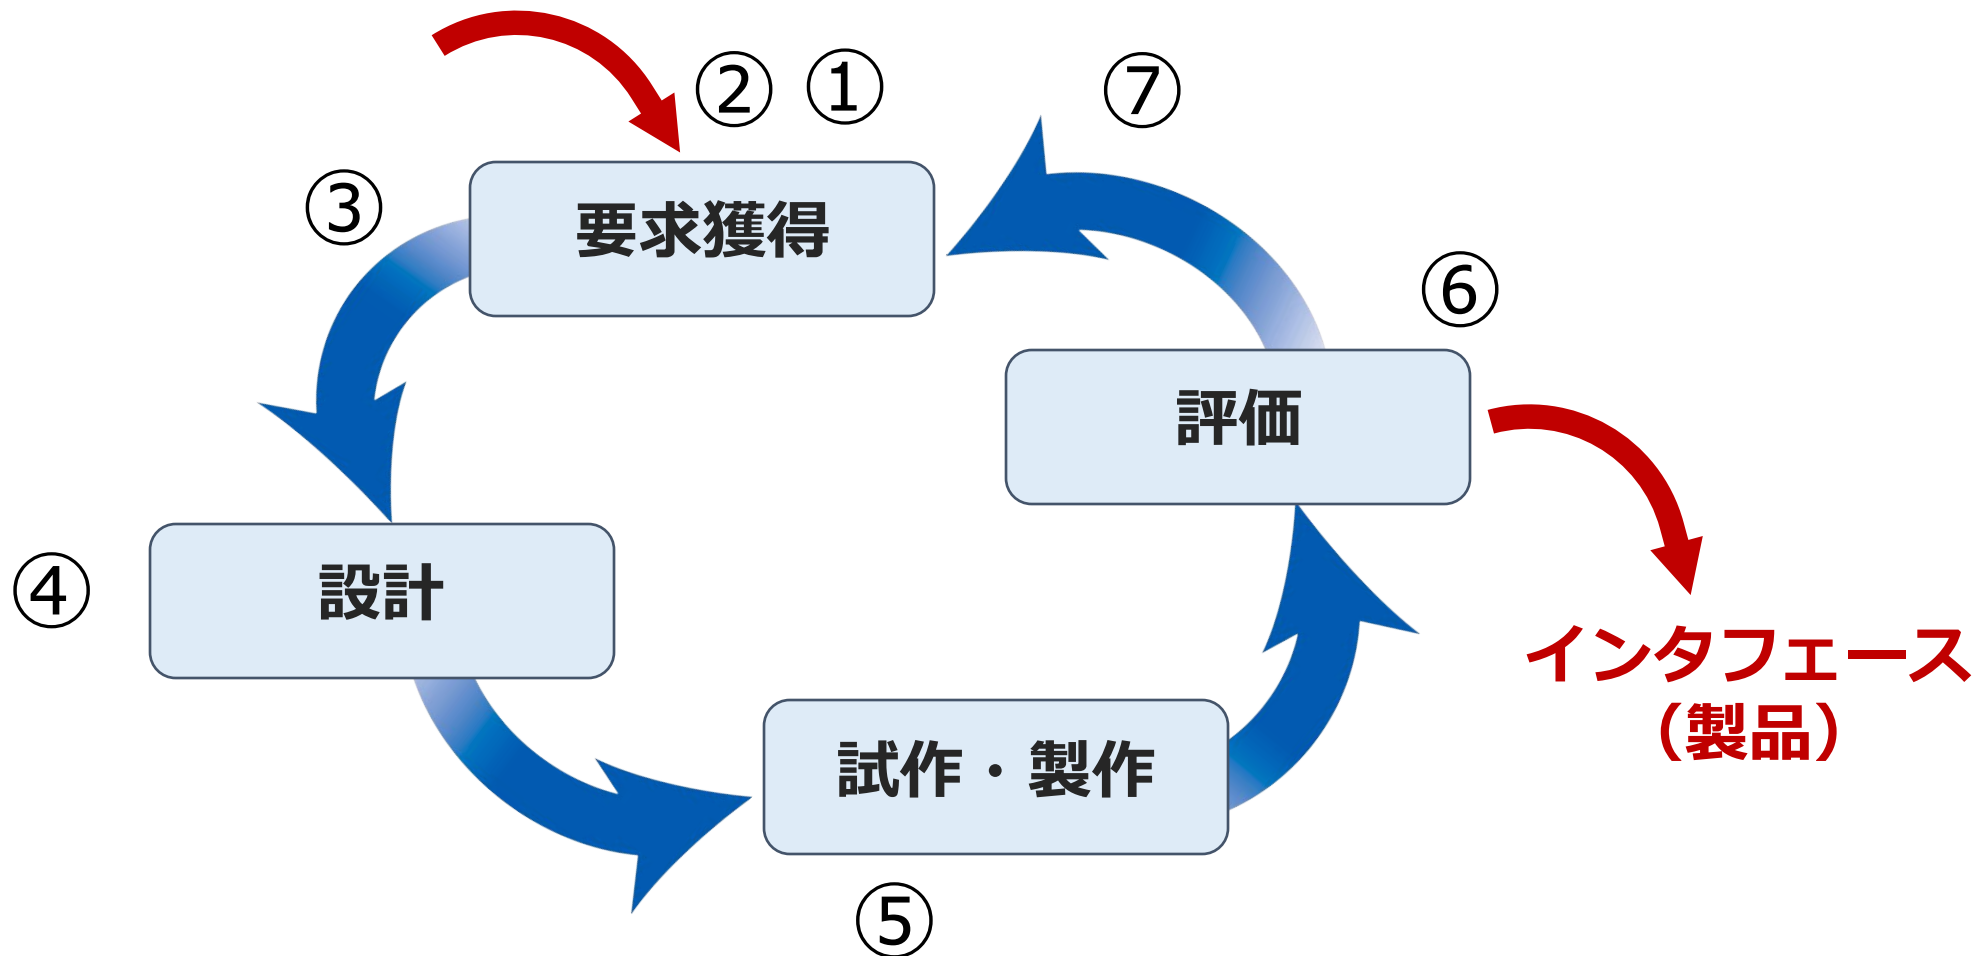 ② ① ⑦
③
要求獲得
⑥
評価
④
設計
インタフェース
（製品）
試作・製作
⑤